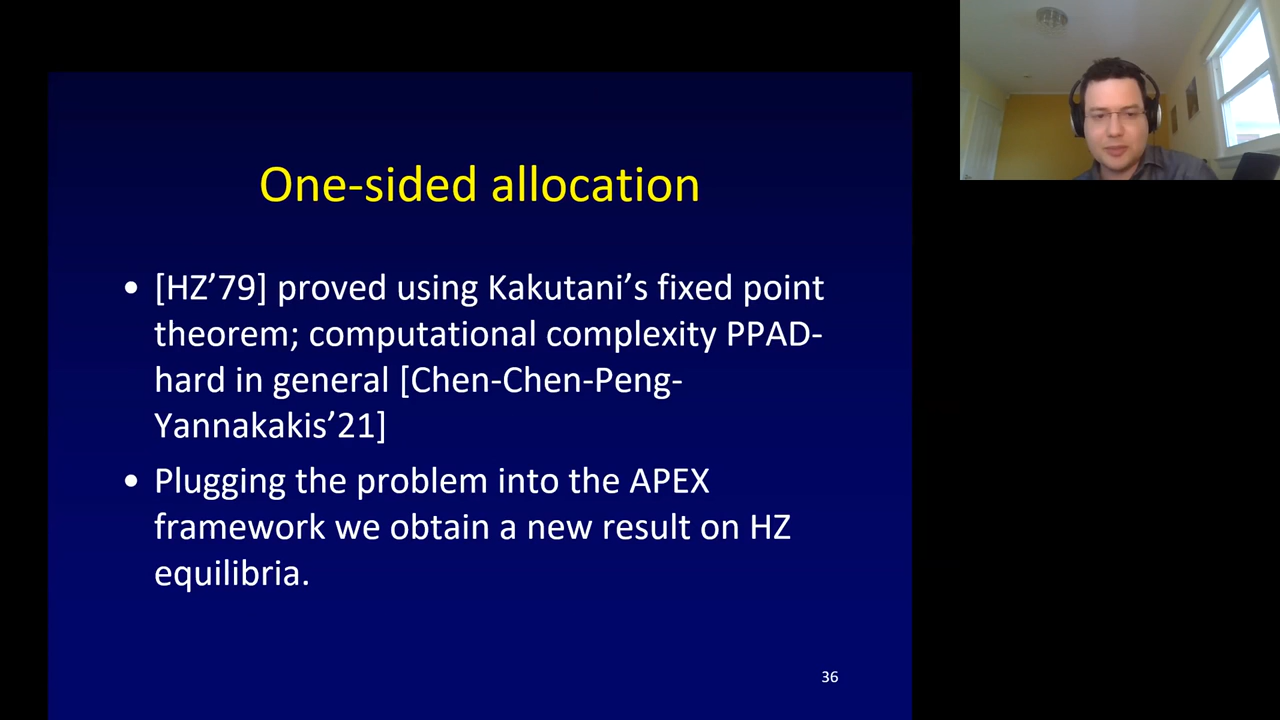 One-sided allocation
• [HZ’79] proved using Kakutani’s fixed point
theorem; computational complexity PPAD-
hard in general [Chen-Chen-Peng-
Yannakakis’21]
• Plugging the problem into the APEX
framework we obtain a new result on HZ
equilibria.
36